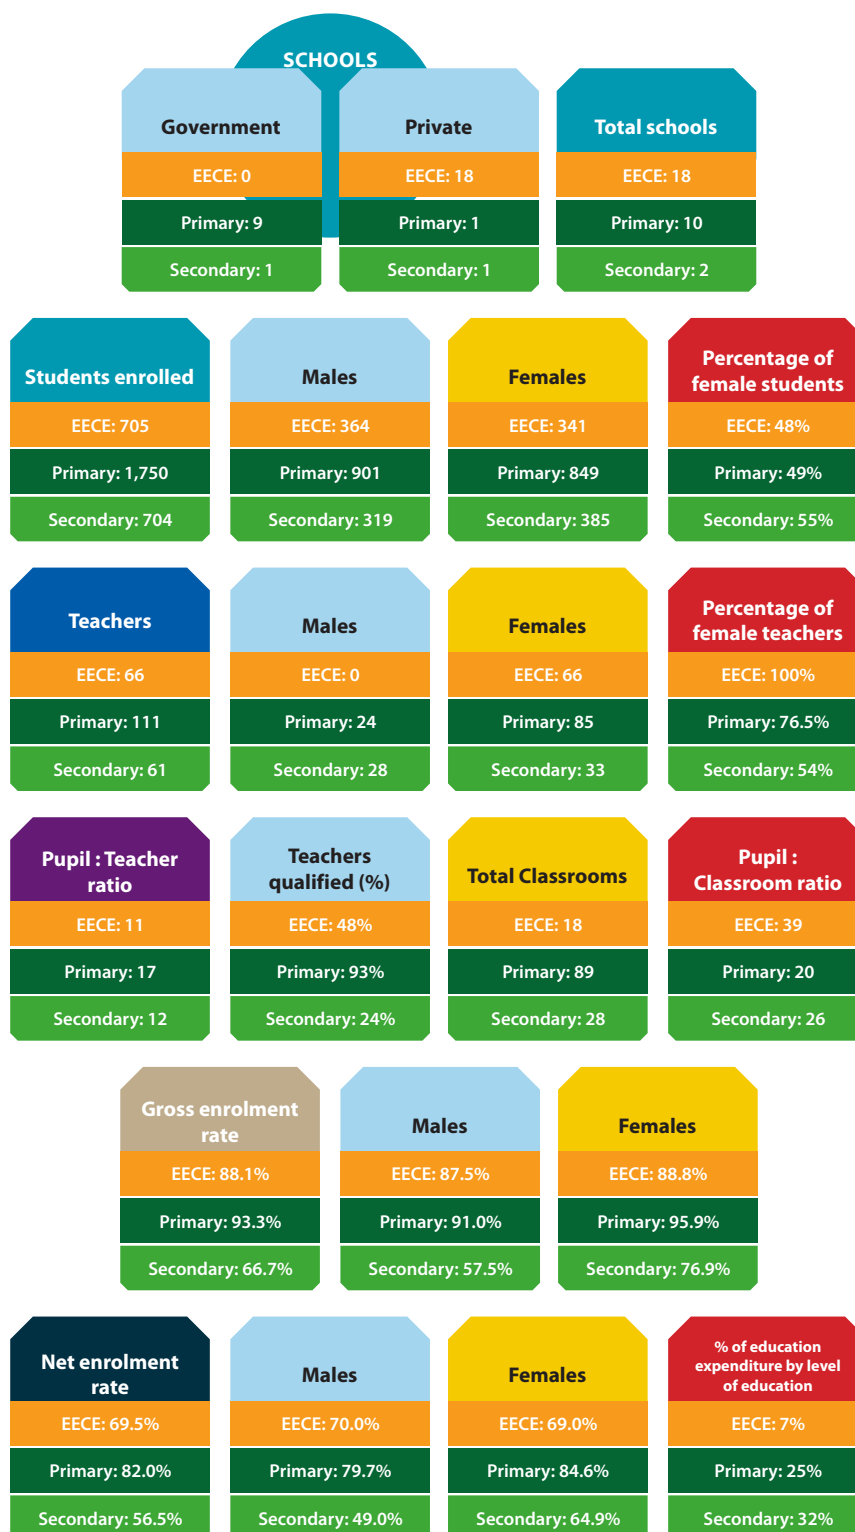 SCHOOLS
Government
EECE: 0
Primary: 9
Secondary: 1
Private
EECE: 18
Primary: 1
Secondary: 1
Total schools
EECE: 18
Primary: 10
Secondary: 2
Students enrolled
EECE: 705
Primary: 1,750
Secondary: 704
Males
EECE: 364
Primary: 901
Secondary: 319
Females
EECE: 341
Primary: 849
Secondary: 385
Percentage of
female students
EECE: 48%
Primary: 49%
Secondary: 55%
Teachers
EECE: 66
Primary: 111
Secondary: 61
Males
EECE: 0
Primary: 24
Secondary: 28
Females
EECE: 66
Primary: 85
Secondary: 33
Percentage of
female teachers
EECE: 100%
Primary: 76.5%
Secondary: 54%
Pupil : Teacher
ratio
EECE: 11
Primary: 17
Secondary: 12
Teachers
qualified (%)
EECE: 48%
Primary: 93%
Secondary: 24%
Total Classrooms
EECE: 18
Primary: 89
Secondary: 28
Pupil :
Classroom ratio
EECE: 39
Primary: 20
Secondary: 26
Gross enrolment
rate
EECE: 88.1%
Primary: 93.3%
Secondary: 66.7%
Males
EECE: 87.5%
Primary: 91.0%
Secondary: 57.5%
Females
EECE: 88.8%
Primary: 95.9%
Secondary: 76.9%
Net enrolment
rate
EECE: 69.5%
Primary: 82.0%
Secondary: 56.5%
Males
EECE: 70.0%
Primary: 79.7%
Secondary: 49.0%
Females
EECE: 69.0%
Primary: 84.6%
Secondary: 64.9%
% of education
expenditure by level
of education
EECE: 7%
Primary: 25%
Secondary: 32%